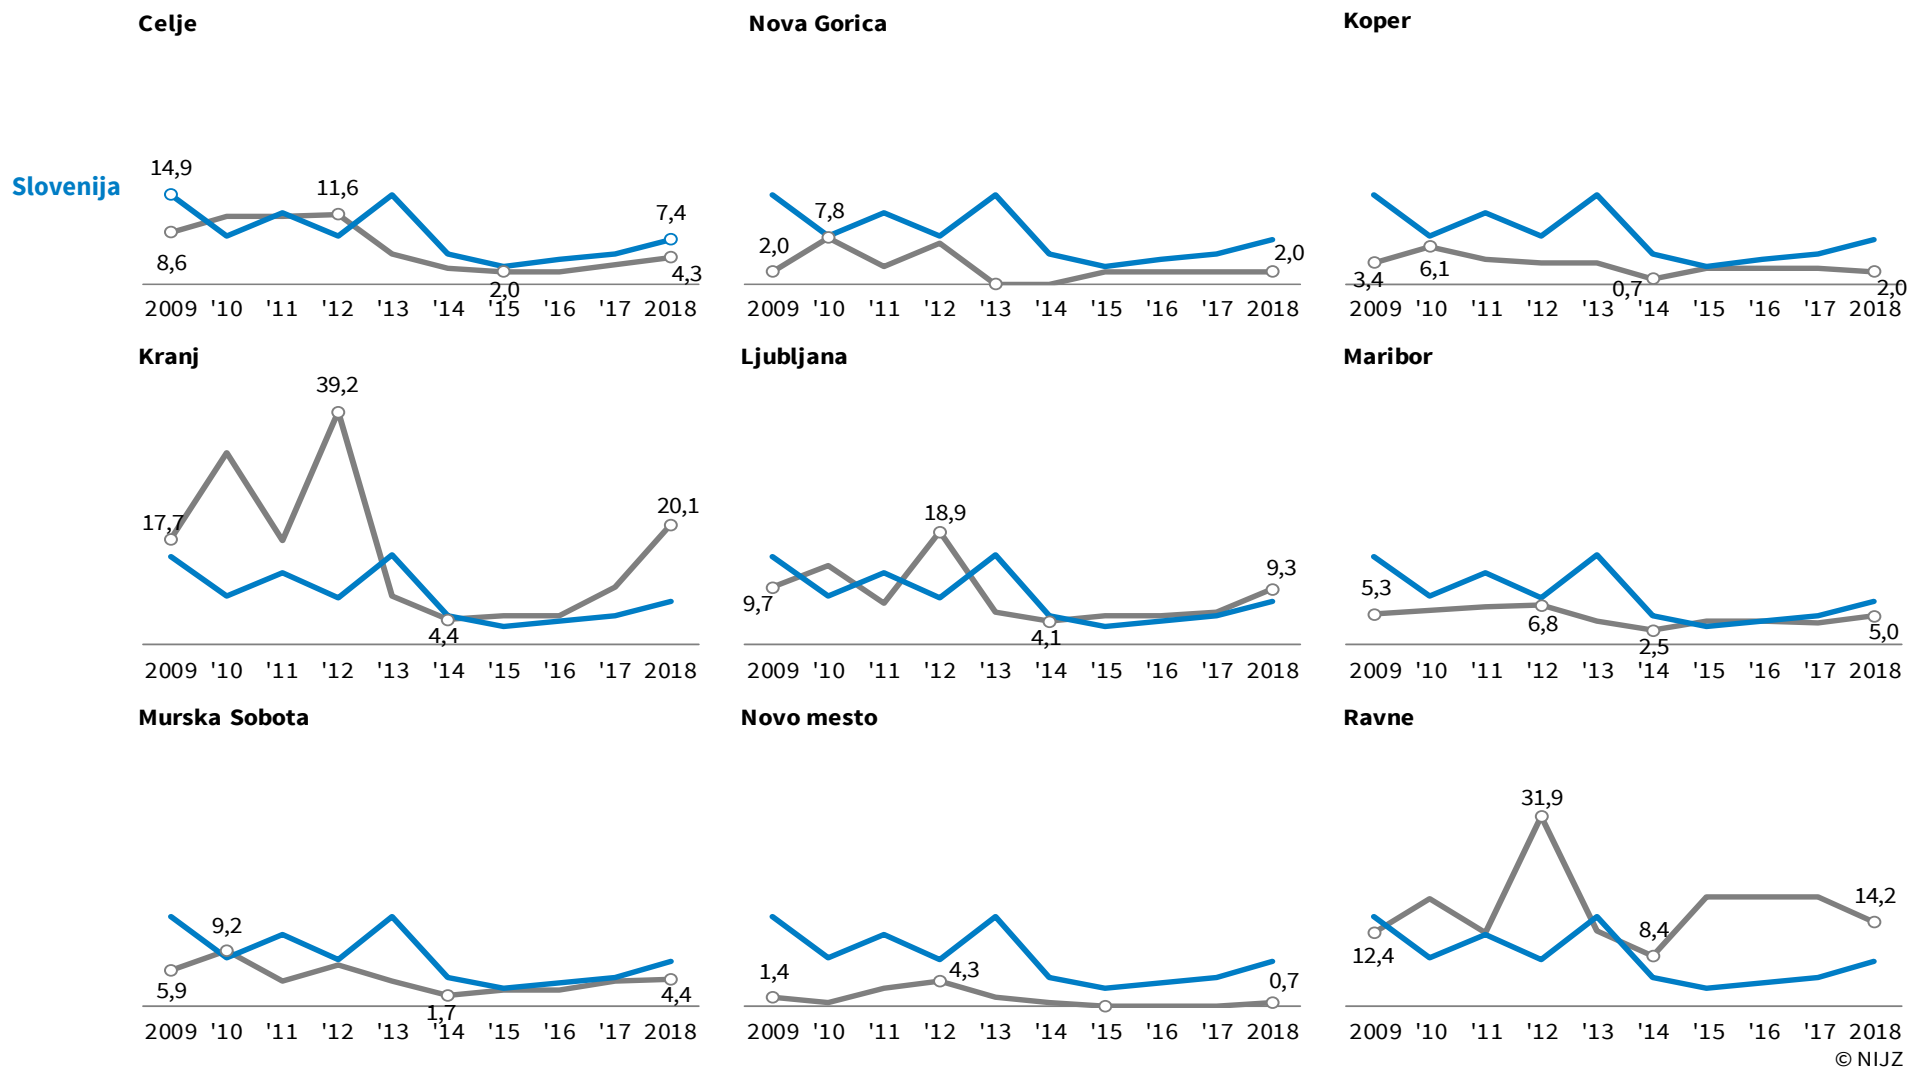 Celje
Nova Gorica
Koper
Slovenija
14,9
8,6
11,6
2,0
7,4
4,3
2009 '10 '11 '12 '13 '14 '15 '16 '17 2018
2,0
7,8
2,0
2009 '10 '11 '12 '13 '14 '15 '16 '17 2018
3,4
6,1
0,7
2,0
2009 '10 '11 '12 '13 '14 '15 '16 '17 2018
Kranj
Ljubljana
Maribor
17,7
39,2
4,4
20,1
2009 '10 '11 '12 '13 '14 '15 '16 '17 2018
9,7
18,9
4,1
9,3
2009 '10 '11 '12 '13 '14 '15 '16 '17 2018
5,3
6,8
2,5
5,0
2009 '10 '11 '12 '13 '14 '15 '16 '17 2018
Murska Sobota
Novo mesto
Ravne
5,9
9,2
1,7
4,4
2009 '10 '11 '12 '13 '14 '15 '16 '17 2018
1,4
4,3
0,7
2009 '10 '11 '12 '13 '14 '15 '16 '17 2018
12,4
31,9
8,4
14,2
2009 '10 '11 '12 '13 '14 '15 '16 '17 2018
© NIJZ